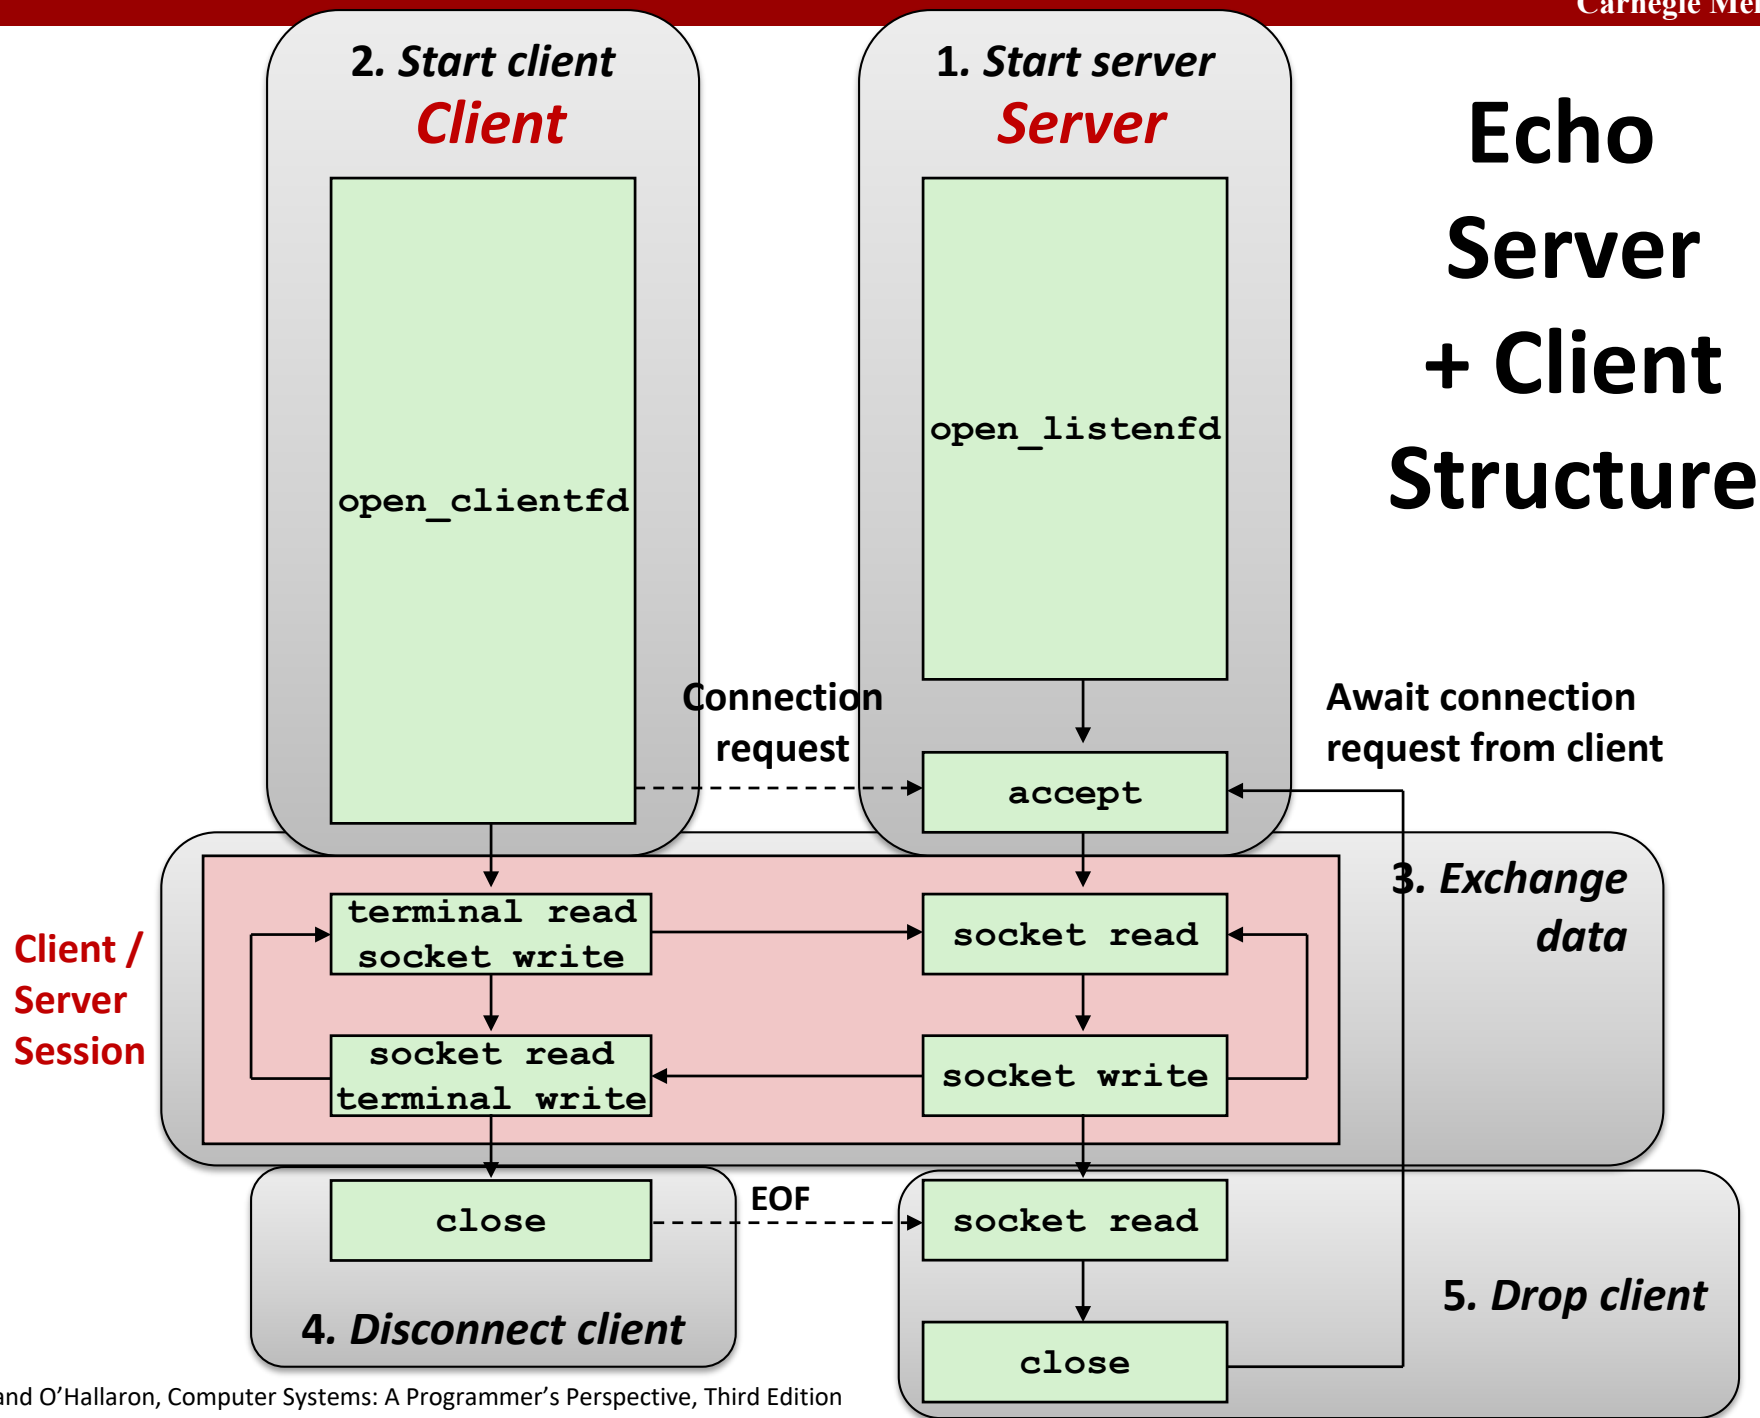 Carnegie Mel
2. Start client
Client
1. Start server
Server
Echo
Server
+ Client
Structure
open_clientfd
open_listenfd
Connection
request
Await connection
request from client
accept
3. Exchange
data
Client /
Server
Session
terminal read
socket write
socket read
socket read
terminal write
socket write
close
EOF
socket read
4. Disconnect client
5. Drop client
close
and O’Hallaron, Computer Systems: A Programmer’s Perspective, Third Edition